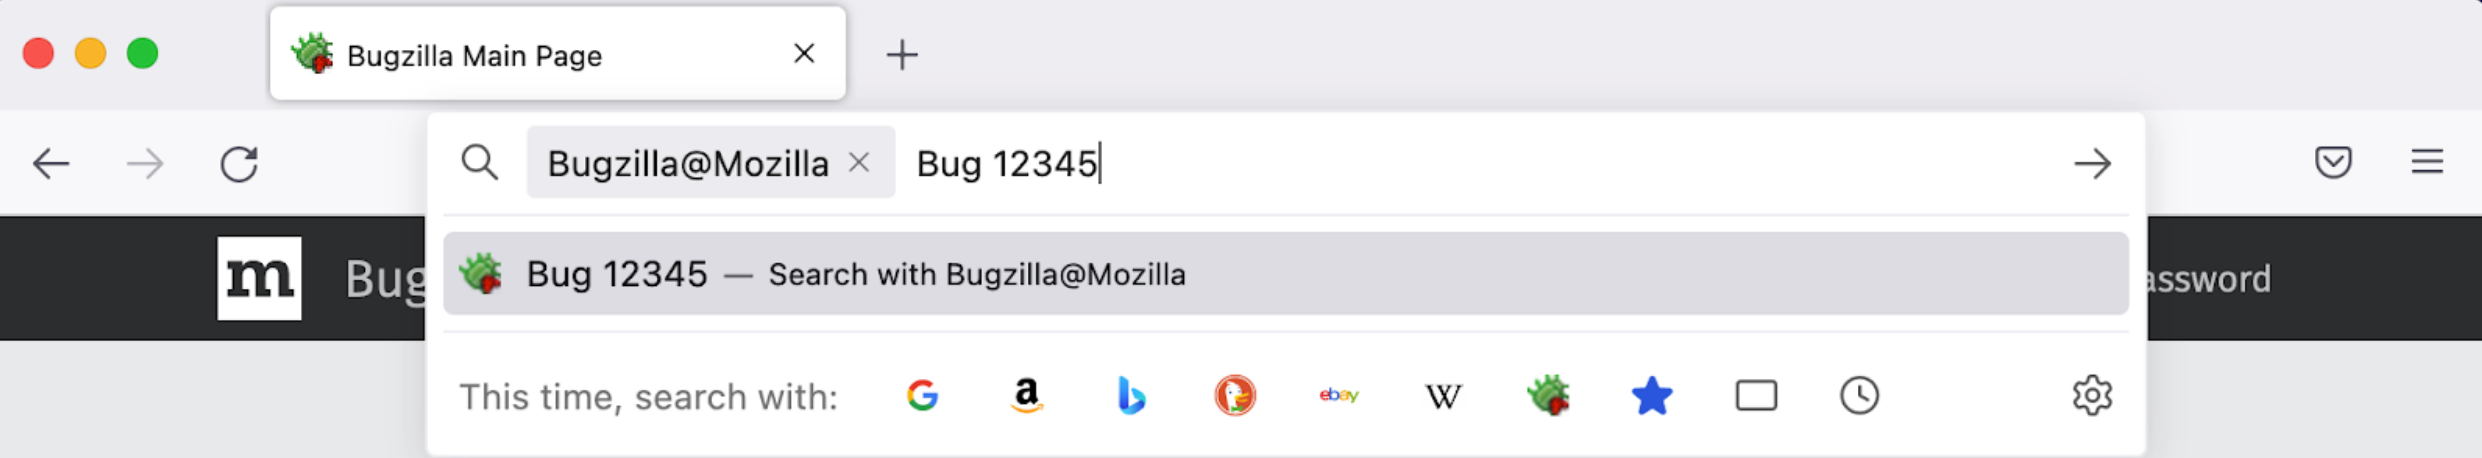 Bugzilla Main Page
Bugzilla@Mozilla Bug 12345
m Bug
Bug 12345 — Search with Bugzilla@Mozilla
assword
This time, search with: G a b ebay W